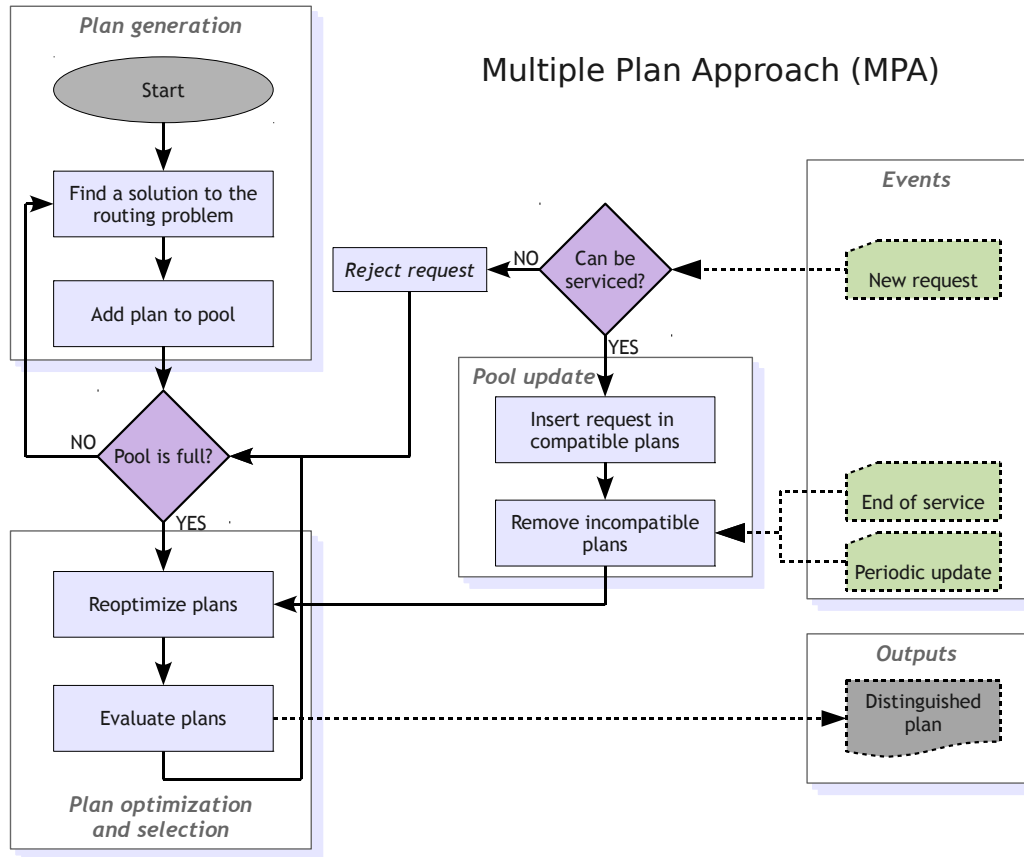 Plan generation
Start
Find a solution to the
routing problem
Add plan to pool
Pool is full?
NO
YES
Reoptimize plans
Evaluate plans
Plan optimization
and selection
Multiple Plan Approach (MPA)
Reject request
NO
Can be
serviced?
YES
Pool update
Insert request in
compatible plans
Remove incompatible
plans
Events
New request
End of service
Periodic update
Outputs
Distinguished
plan